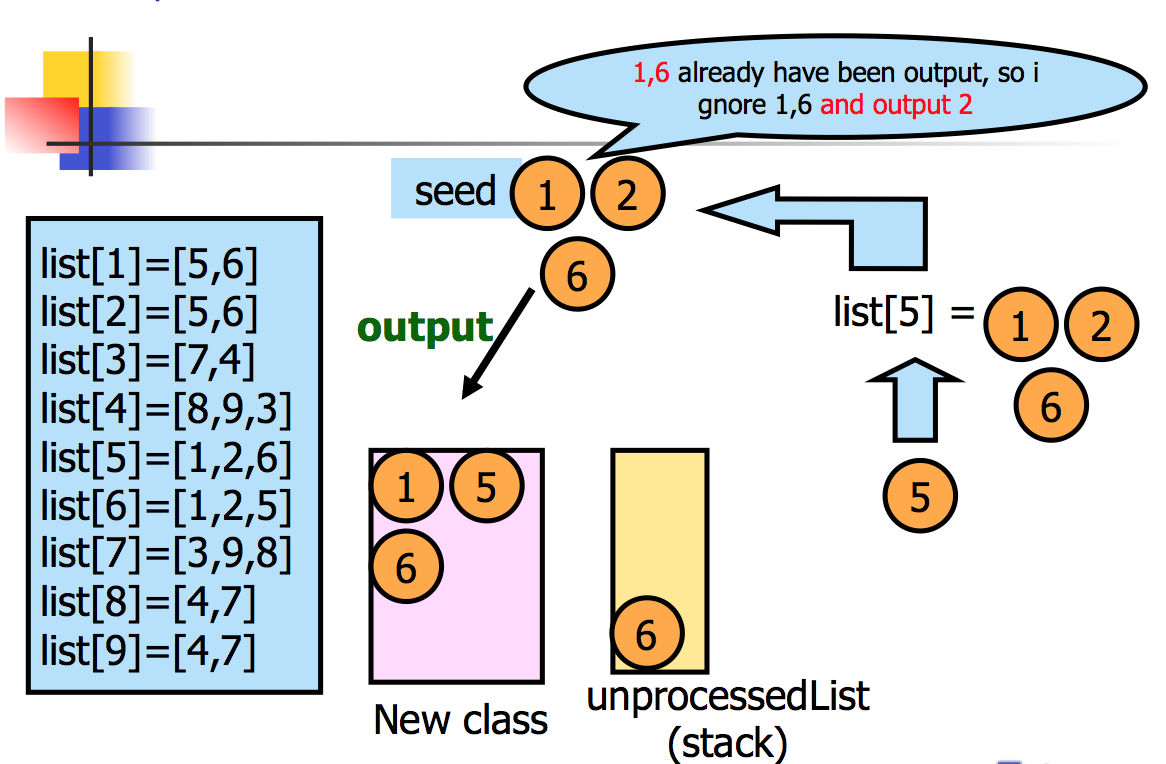 1,6 already have been output, so i
gnore 1,6 and output 2
seed 1 2
6
output
list[1]=[5,6]
list[2]=[5,6]
list[3]=[7,4]
list[4]=[8,9,3]
list[5]=[1,2,6]
list[6]=[1,2,5]
list[7]=[3,9,8]
list[8]=[4,7]
list[9]=[4,7]
list[5] = 1 2
6
5
1 5
6
New class
6
unprocessedList
(stack)